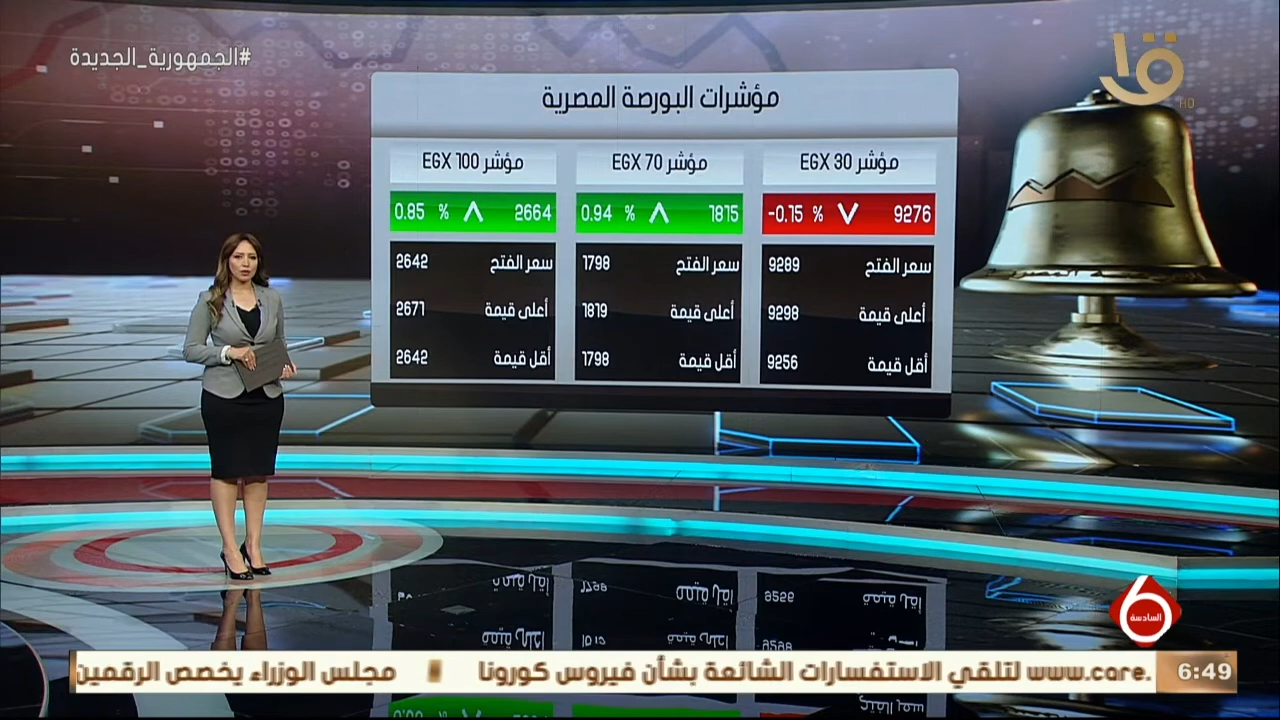 #الجمهورية_الجديدة
HD
مؤشرات البورصة المصرية
مؤشر EGX 30
9276 -0.15 %
سعر الفتح 9289
أعلى قيمة 9298
أقل قيمة 9256
مؤشر EGX 70
1815 0.94 %
سعر الفتح 1798
أعلى قيمة 1819
أقل قيمة 1798
مؤشر EGX 100
2664 0.85 %
سعر الفتح 2642
أعلى قيمة 2671
أقل قيمة 2642
6
السادسة
6:49
www.care. لتلقي الاستفسارات الشائعة بشأن فيروس كورونا
مجلس الوزراء يخصص الرقمين